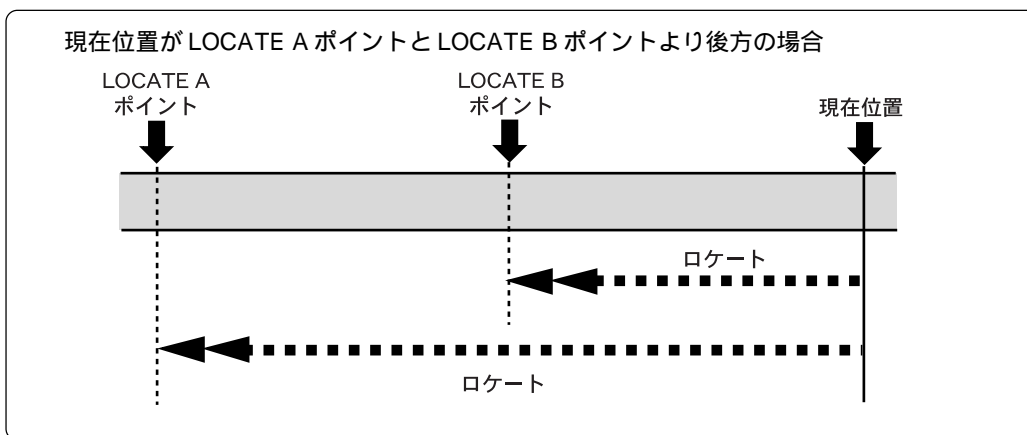 現在位置が LOCATE A ポイントと LOCATE B ポイントより後方の場合
LOCATE A
ポイント
LOCATE B
ポイント
現在位置
ロケート
ロケート